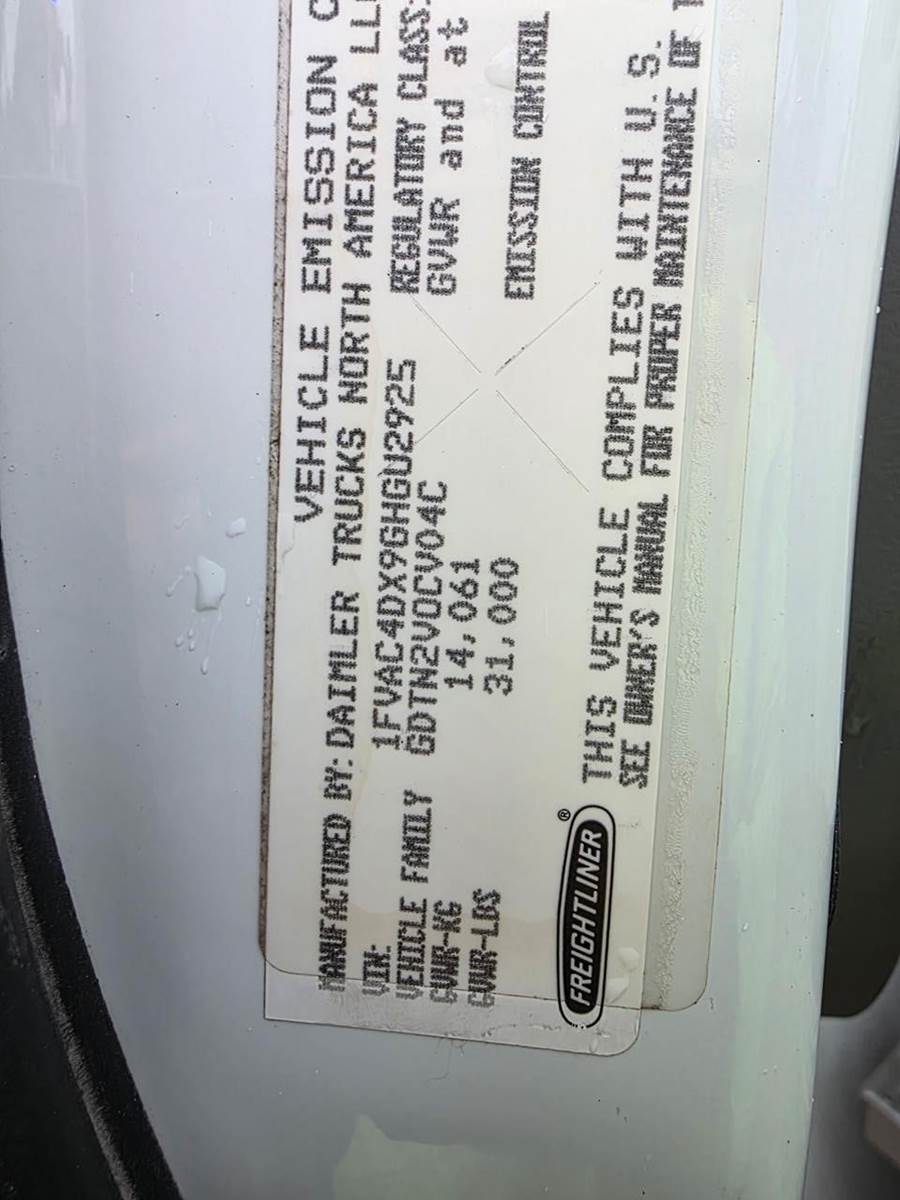 VEHICLE EMISSION C
MANUFACTURED BY: DAIMLER TRUCKS NORTH AMERICA LL
VIN: 1FVAC4DX9GHGU2925 REGULATORY CLASS:
VEHICLE FAMILY GDTN2VOCV04C GVWR and at
GVWR-KG 14,061
GVWR-LBS 31,000 EMISSION CONTROL
FREIGHTLINER ®
THIS VEHICLE COMPLIES WITH U.S.
SEE OWNER'S MANUAL FOR PROPER MAINTENANCE OF